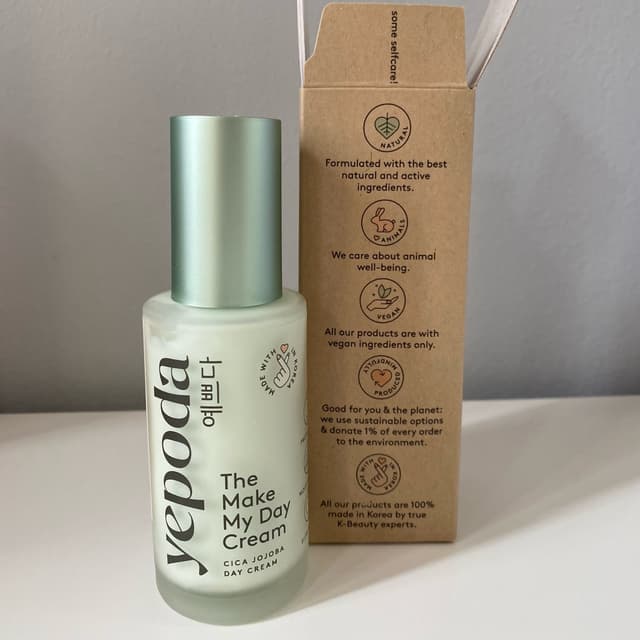 yepoda
예쁘다
MADE WITH
IN KOREA
The
Make
My Day
Cream
CICA JOJOBA
DAY CREAM
some selfcare!
NATURAL
Formulated with the best
natural and active
ingredients.
ANIMALS
We care about animal
well-being.
VEGAN
All our products are with
vegan ingredients only.
MINDFULLY
PRODUCED
Good for you & the planet:
we use sustainable options
& donate 1% of every order
to the environment.
MADE WITH
IN KOREA
All our products are 100%
made in Korea by true
K-Beauty experts.